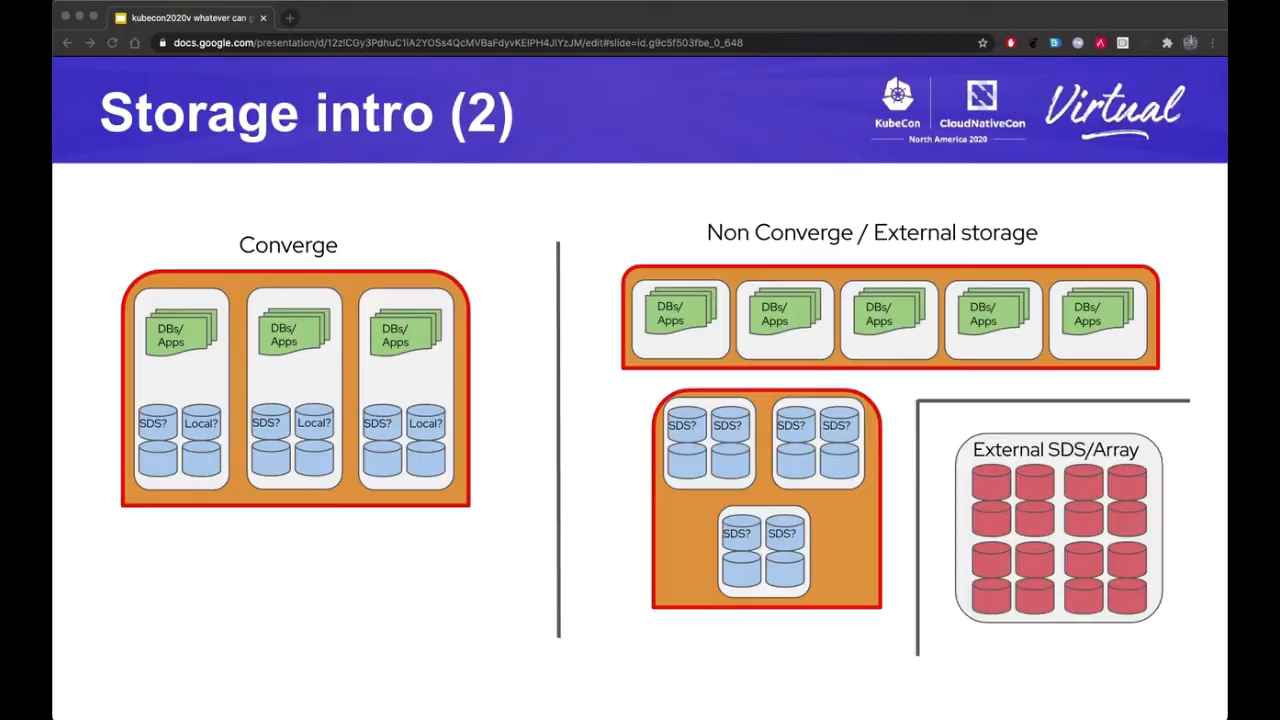 kubecon2020v whatever can g
docs.google.com/presentation/d/12zlCGy3PdhuC1iA2YOSs4QcMVBaFdyvKEIPH4JIYzJM/edit#slide=id.g9c5f503fbe_0_648
Storage intro (2)
KubeCon
CloudNativeCon
North America 2020
Virtual
Converge
DBs/
Apps
DBs/
Apps
DBs/
Apps
SDS?
Local?
SDS?
Local?
SDS?
Local?
Non Converge / External storage
DBs/
Apps
DBs/
Apps
DBs/
Apps
DBs/
Apps
DBs/
Apps
SDS?
SDS?
SDS?
SDS?
SDS?
SDS?
External SDS/Array